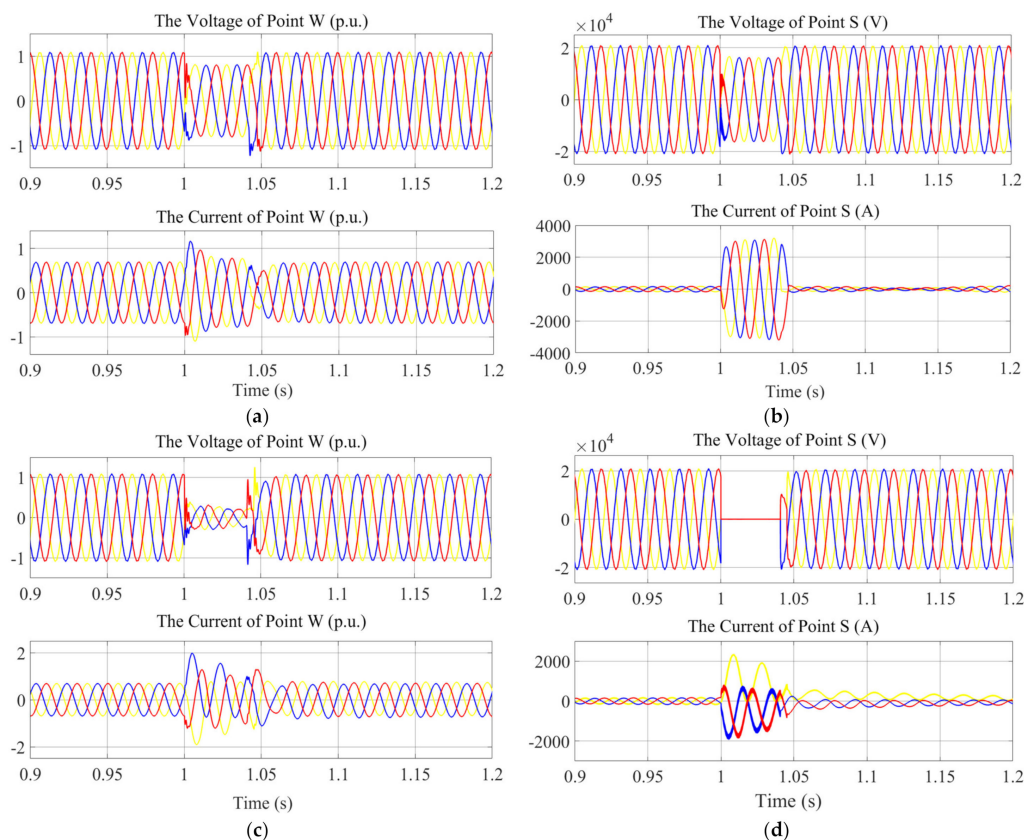 The Voltage of Point W (p.u.)
1
0
-1
0.9 0.95 1 1.05 1.1 1.15 1.2
The Current of Point W (p.u.)
1
0
-1
0.9 0.95 1 1.05 1.1 1.15 1.2
Time (s)
(a)
The Voltage of Point S (V)
×10⁴
2
0
-2
0.9 0.95 1 1.05 1.1 1.15 1.2
The Current of Point S (A)
4000
2000
0
-2000
-4000
0.9 0.95 1 1.05 1.1 1.15 1.2
Time (s)
(b)
The Voltage of Point W (p.u.)
1
0
-1
0.9 0.95 1 1.05 1.1 1.15 1.2
The Current of Point W (p.u.)
2
0
-2
0.9 0.95 1 1.05 1.1 1.15 1.2
Time (s)
(c)
The Voltage of Point S (V)
×10⁴
2
0
-2
0.9 0.95 1 1.05 1.1 1.15 1.2
The Current of Point S (A)
2000
0
-2000
0.9 0.95 1 1.05 1.1 1.15 1.2
Time (s)
(d)